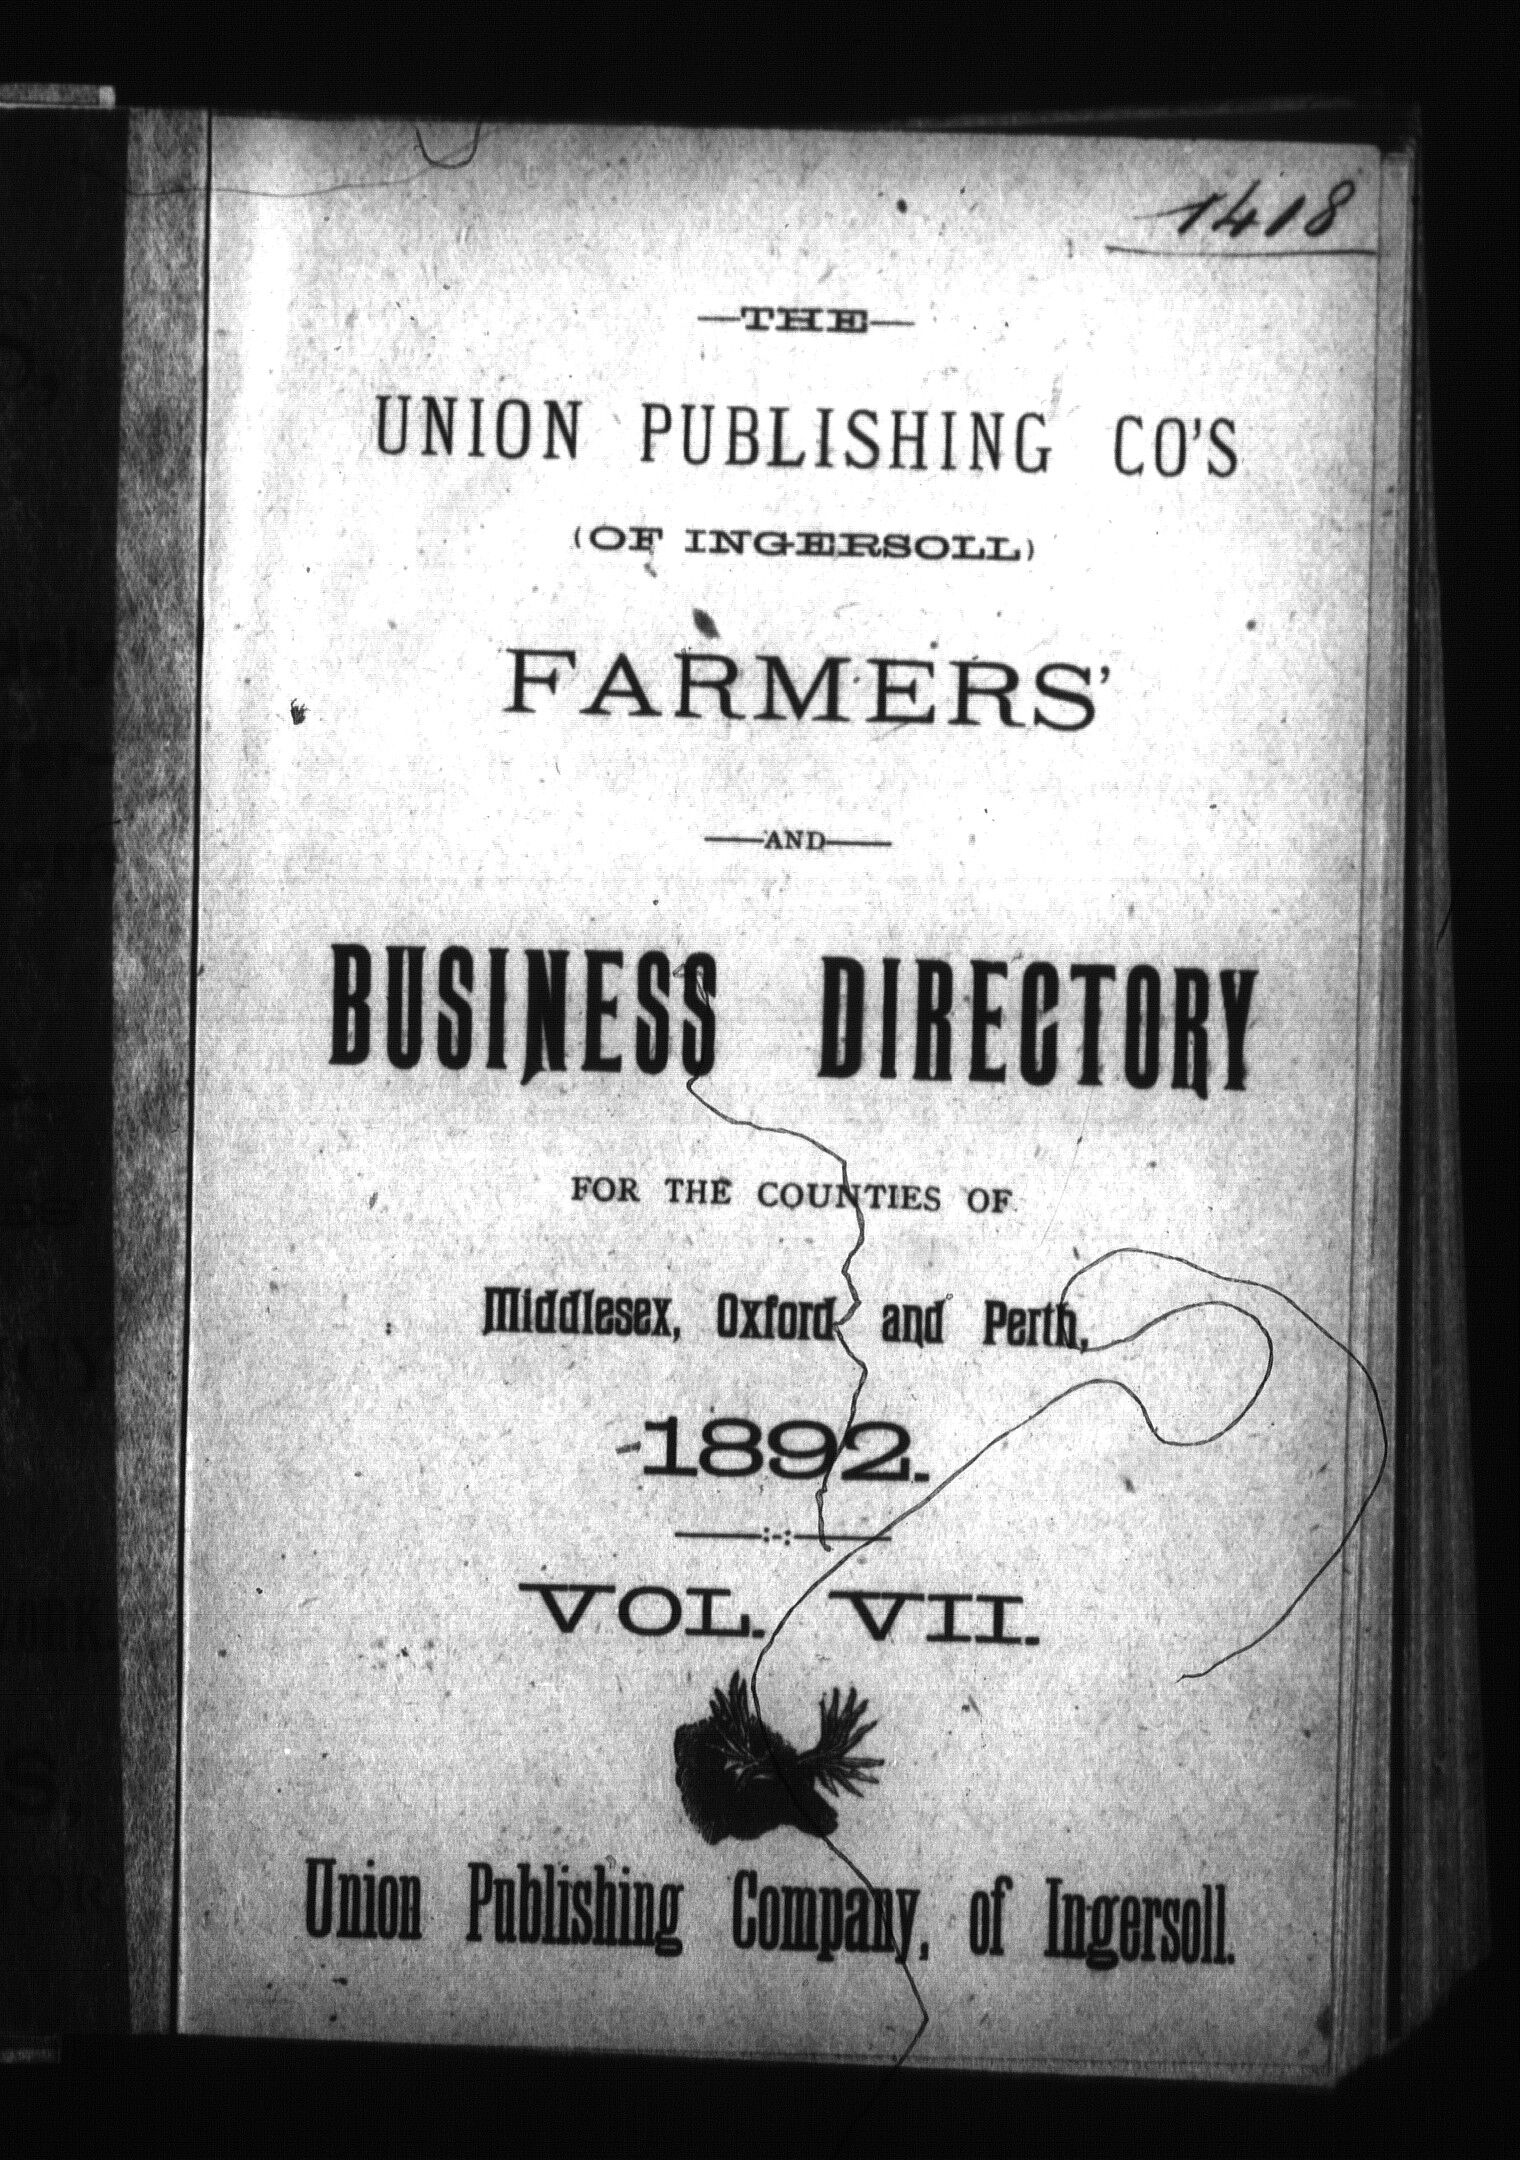 1418
—THE—
UNION PUBLISHING CO'S
(OF INGERSOLL)
FARMERS'
—AND—
BUSINESS DIRECTORY
FOR THE COUNTIES OF
Middlesex, Oxford and Perth,
1892.
—:-:—
VOL. VII.
Union Publishing Company, of Ingersoll.